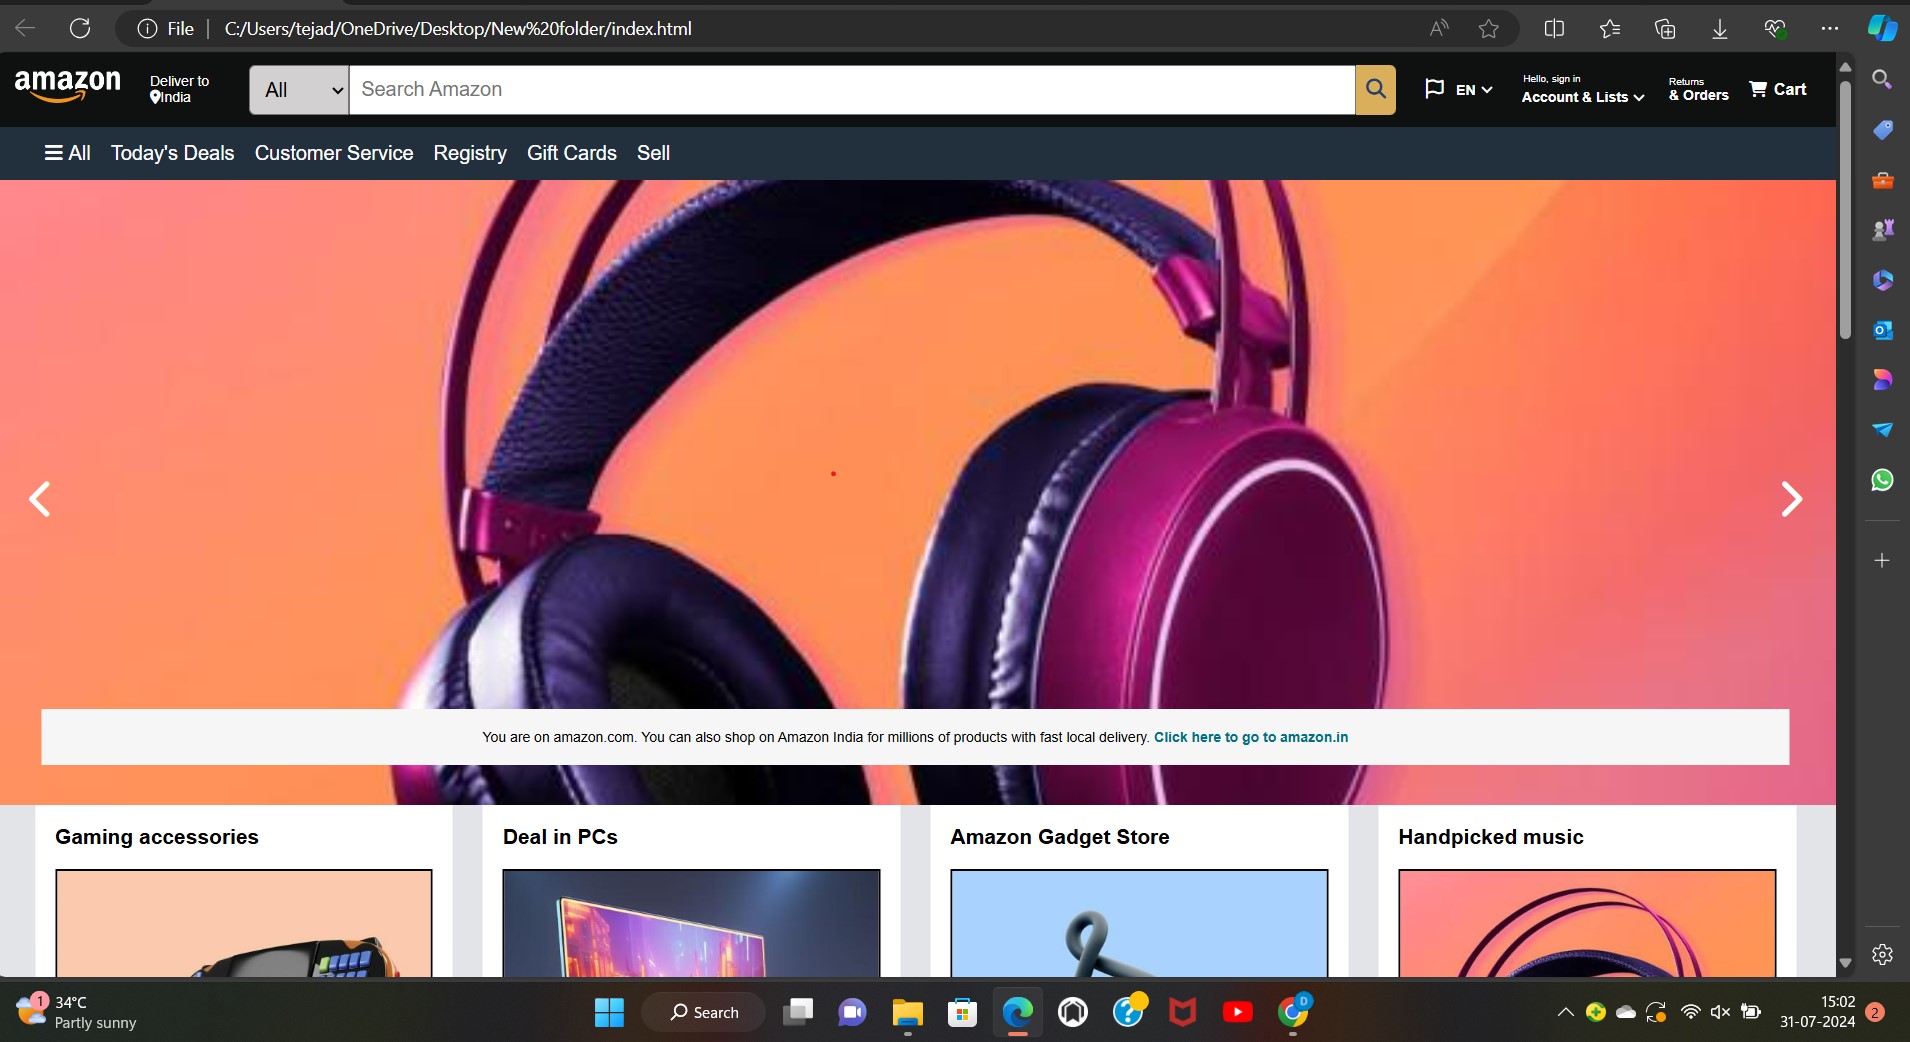 File
C:/Users/tejad/OneDrive/Desktop/New%20folder/index.html
amazon
Deliver to
India
All
Search Amazon
EN
Hello, sign in
Account & Lists
Returns
& Orders
Cart
All Today's Deals Customer Service Registry Gift Cards Sell
You are on amazon.com. You can also shop on Amazon India for millions of products with fast local delivery. Click here to go to amazon.in
Gaming accessories
Deal in PCs
Amazon Gadget Store
Handpicked music
1
34°C
Partly sunny
Search
D
15:02
31-07-2024
2